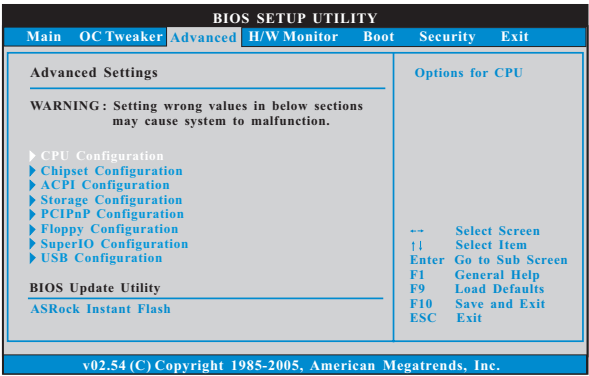 BIOS SETUP UTILITY
Main OC Tweaker Advanced H/W Monitor Boot Security Exit
Advanced Settings
WARNING : Setting wrong values in below sections
may cause system to malfunction.
CPU Configuration
Chipset Configuration
ACPI Configuration
Storage Configuration
PCIPnP Configuration
Floppy Configuration
SuperIO Configuration
USB Configuration
BIOS Update Utility
ASRock Instant Flash
Options for CPU
←→ Select Screen
↑↓ Select Item
Enter Go to Sub Screen
F1 General Help
F9 Load Defaults
F10 Save and Exit
ESC Exit
v02.54 (C) Copyright 1985-2005, American Megatrends, Inc.